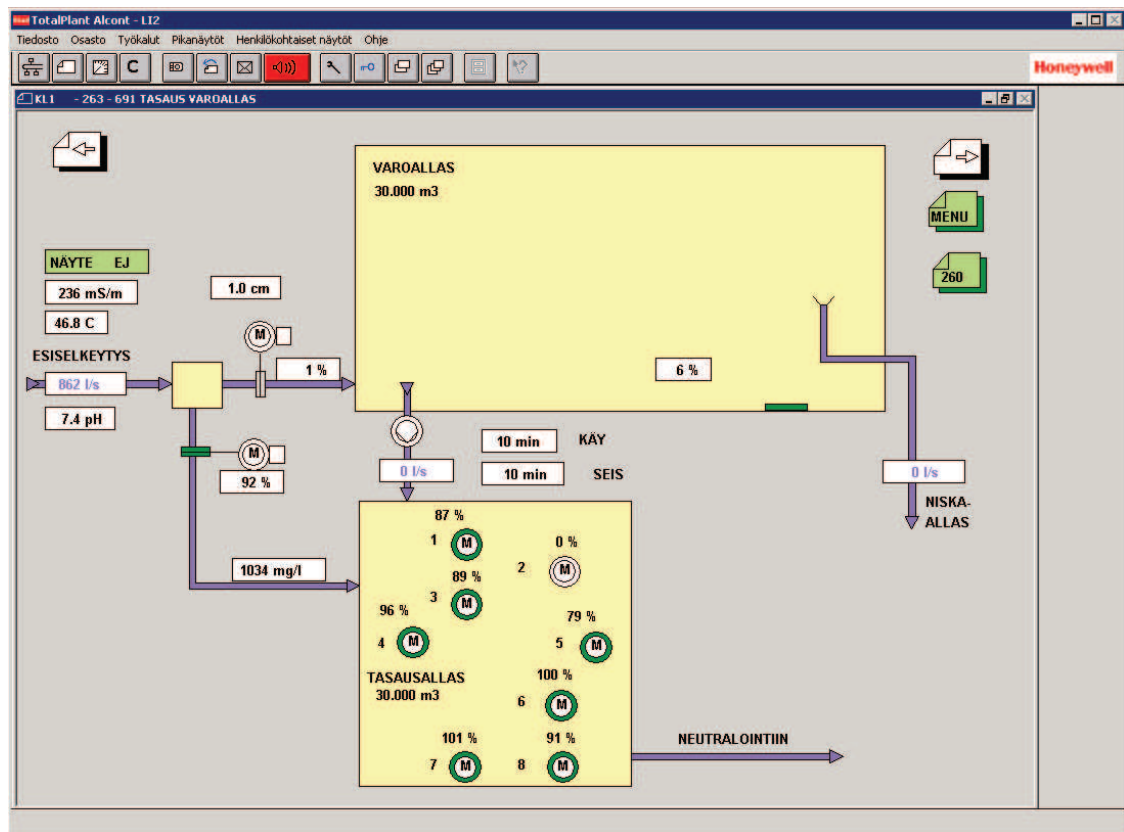 TotalPlant Alcont - LI2
Tiedosto Osasto Työkalut Pikanäytöt Henkilökohtaiset näytöt Ohje
C
Honeywell
KL1 - 263 - 691 TASAUS VAROALLAS
VAROALLAS
30.000 m3
MENU
260
NÄYTE EJ
236 mS/m
46.8 C
1.0 cm
M
ESISELKEYTYS
862 l/s
1 %
6 %
7.4 pH
M
92 %
10 min KÄY
0 l/s
10 min SEIS
0 l/s
NISKA-
ALLAS
87 %
1 M
0 %
2 M
1034 mg/l
89 %
3 M
96 %
4 M
79 %
5 M
TASAUSALLAS
30.000 m3
100 %
6 M
NEUTRALOINTIIN
101 %
7 M
91 %
8 M